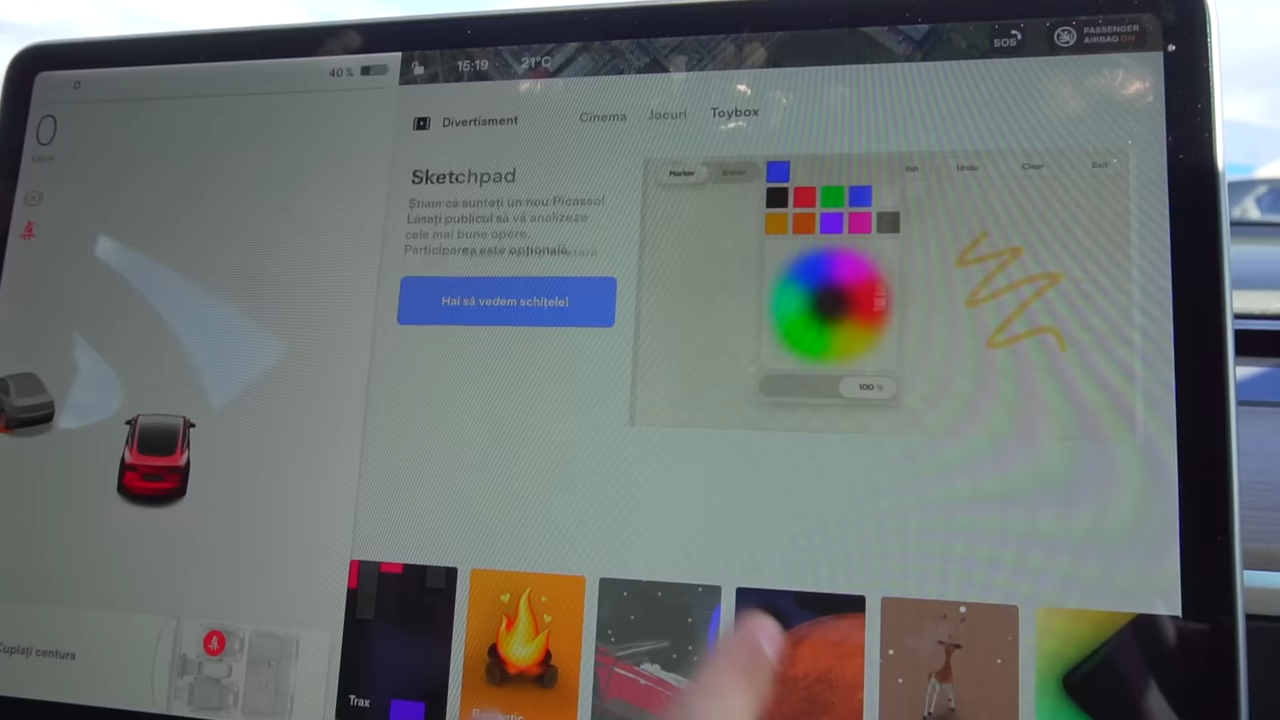 40 %
15:19
21°C
SOS
PASSENGER
AIRBAG ON
0
Divertisment
Cinema
Jocuri
Toybox
Sketchpad
Știam că sunteți un nou Picasso!
Lăsați publicul să vă analizeze
cele mai bune opere.
Participarea este opțională.
Hai să vedem schițele!
Marker
Eraser
Undo
Clear
Exit
100 %
Cuplați centura
Trax